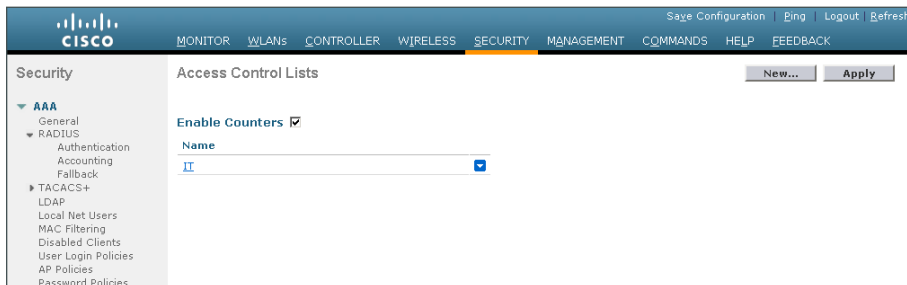 Save Configuration | Ping | Logout | Refresh
CISCO
MONITOR WLANs CONTROLLER WIRELESS SECURITY MANAGEMENT COMMANDS HELP FEEDBACK
Security
Access Control Lists
New...
Apply
AAA
General
RADIUS
Authentication
Accounting
Fallback
TACACS+
LDAP
Local Net Users
MAC Filtering
Disabled Clients
User Login Policies
AP Policies
Password Policies
Enable Counters
Name
IT